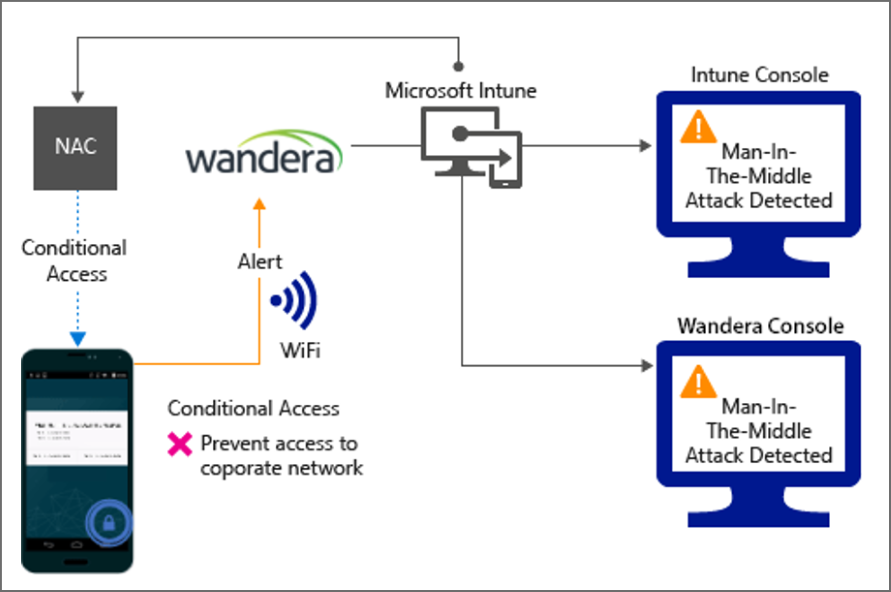 Microsoft Intune
Intune Console
NAC
wandera
Man-In-
The-Middle
Attack Detected
Conditional
Access
Alert
WiFi
Wandera Console
Man-In-
The-Middle
Attack Detected
Conditional Access
Prevent access to
coporate network